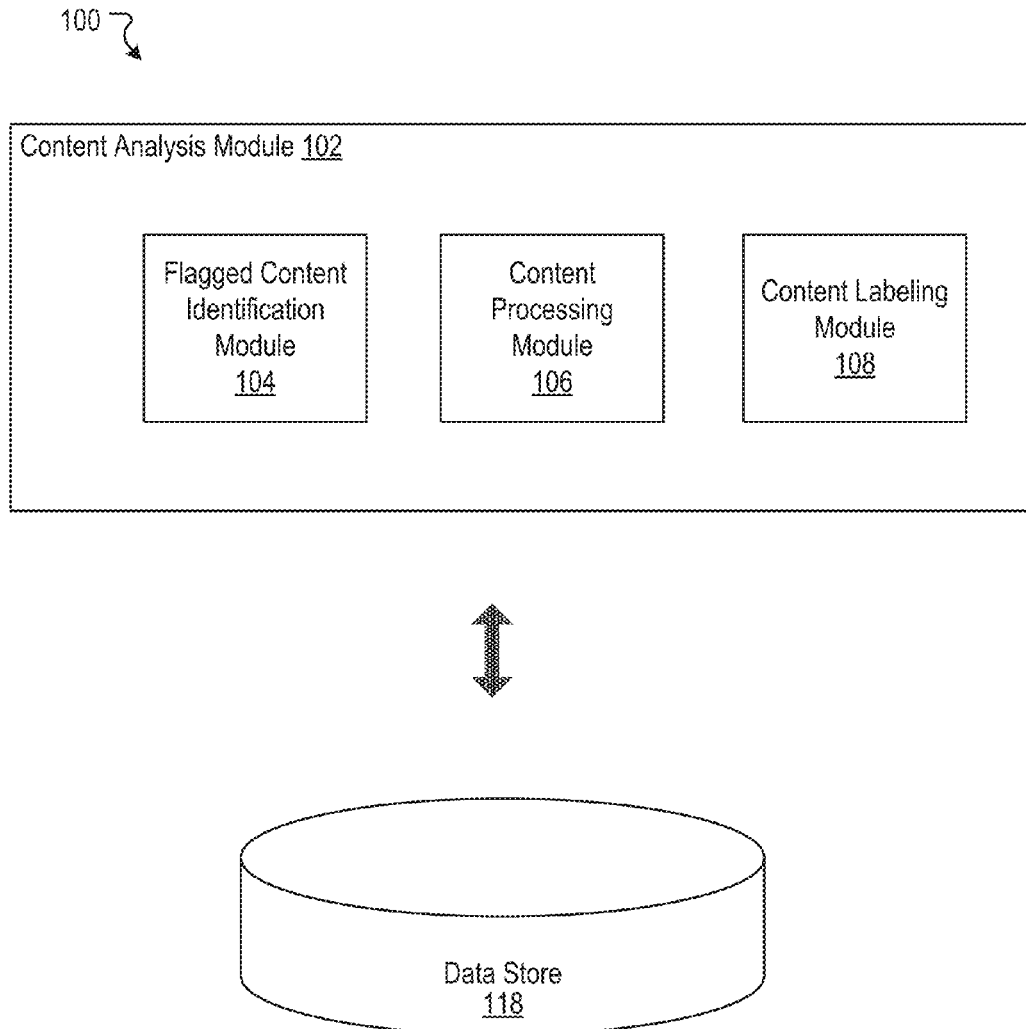 100
Content Analysis Module 102
Flagged Content
Identification
Module
104
Content
Processing
Module
106
Content Labeling
Module
108
Data Store
118